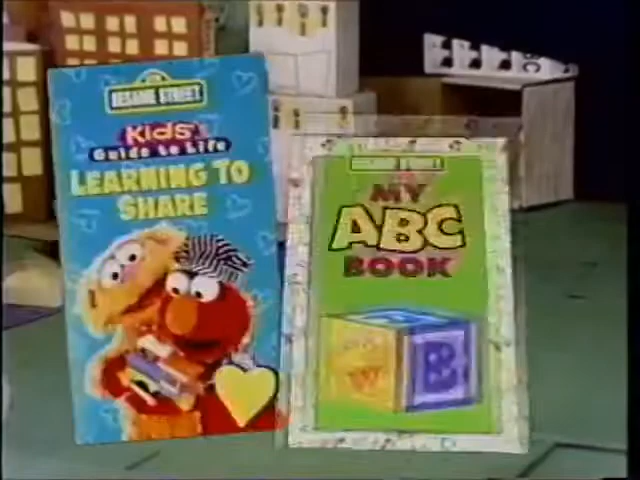 SESAME STREET
Kids'
Guide to Life
LEARNING TO
SHARE
SESAME STREET
MY
ABC
BOOK
W
B